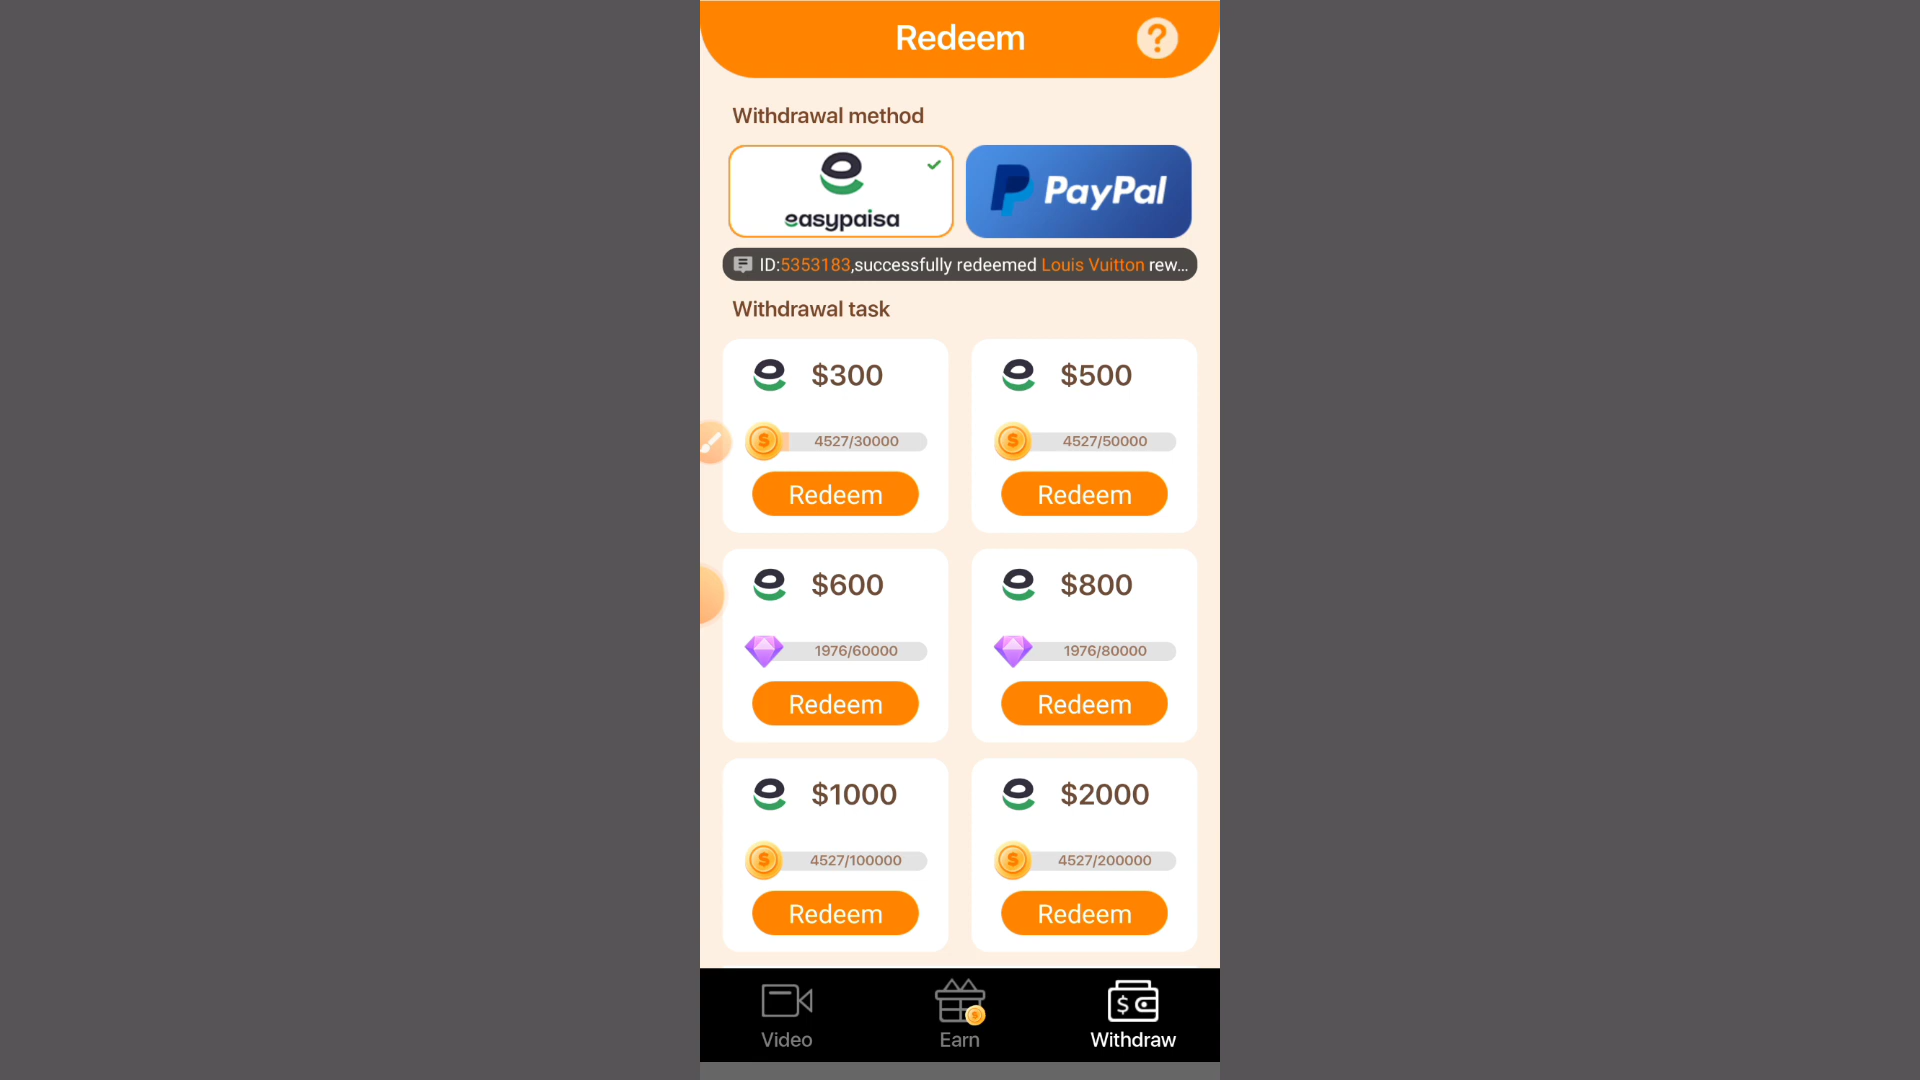 Redeem
?
Withdrawal method
easypaisa
PayPal
ID:5353183,successfully redeemed Louis Vuitton rew...
Withdrawal task
$300
$500
4527/30000
4527/50000
Redeem
Redeem
$600
$800
1976/60000
1976/80000
Redeem
Redeem
$1000
$2000
4527/100000
4527/200000
Redeem
Redeem
Video
Earn
Withdraw